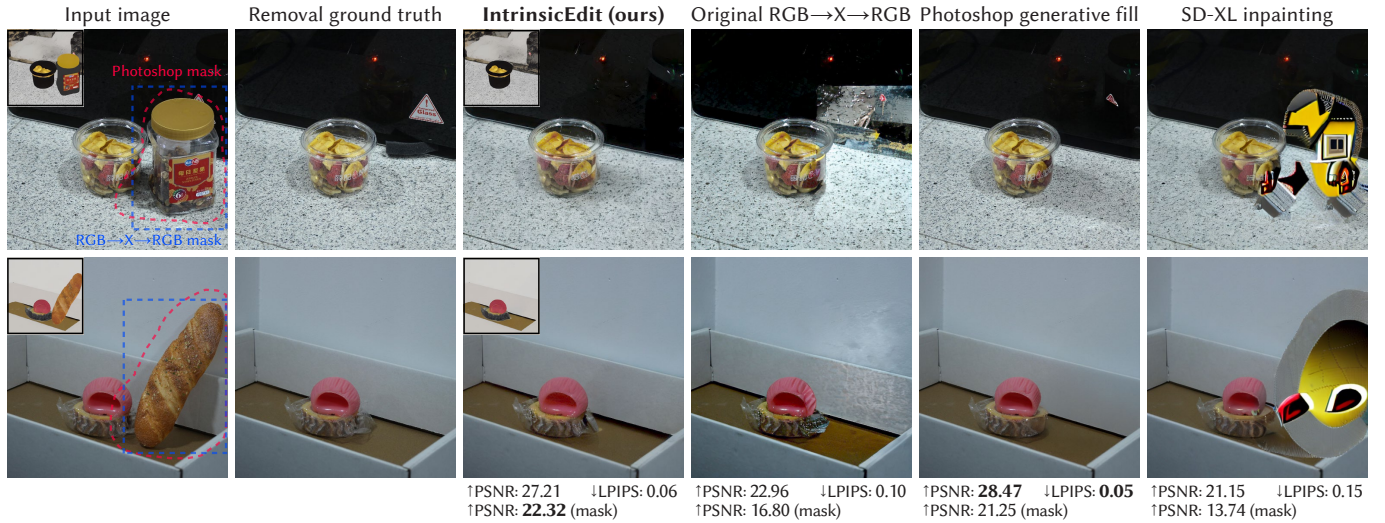 Input image
Removal ground truth
IntrinsicEdit (ours)
Original RGB→X→RGB
Photoshop generative fill
SD-XL inpainting
Photoshop mask
RGB→X→RGB mask
Glass
↑PSNR: 27.21 ↓LPIPS: 0.06
↑PSNR: 22.32 (mask)
↑PSNR: 22.96 ↓LPIPS: 0.10
↑PSNR: 16.80 (mask)
↑PSNR: 28.47 ↓LPIPS: 0.05
↑PSNR: 21.25 (mask)
↑PSNR: 21.15 ↓LPIPS: 0.15
↑PSNR: 13.74 (mask)